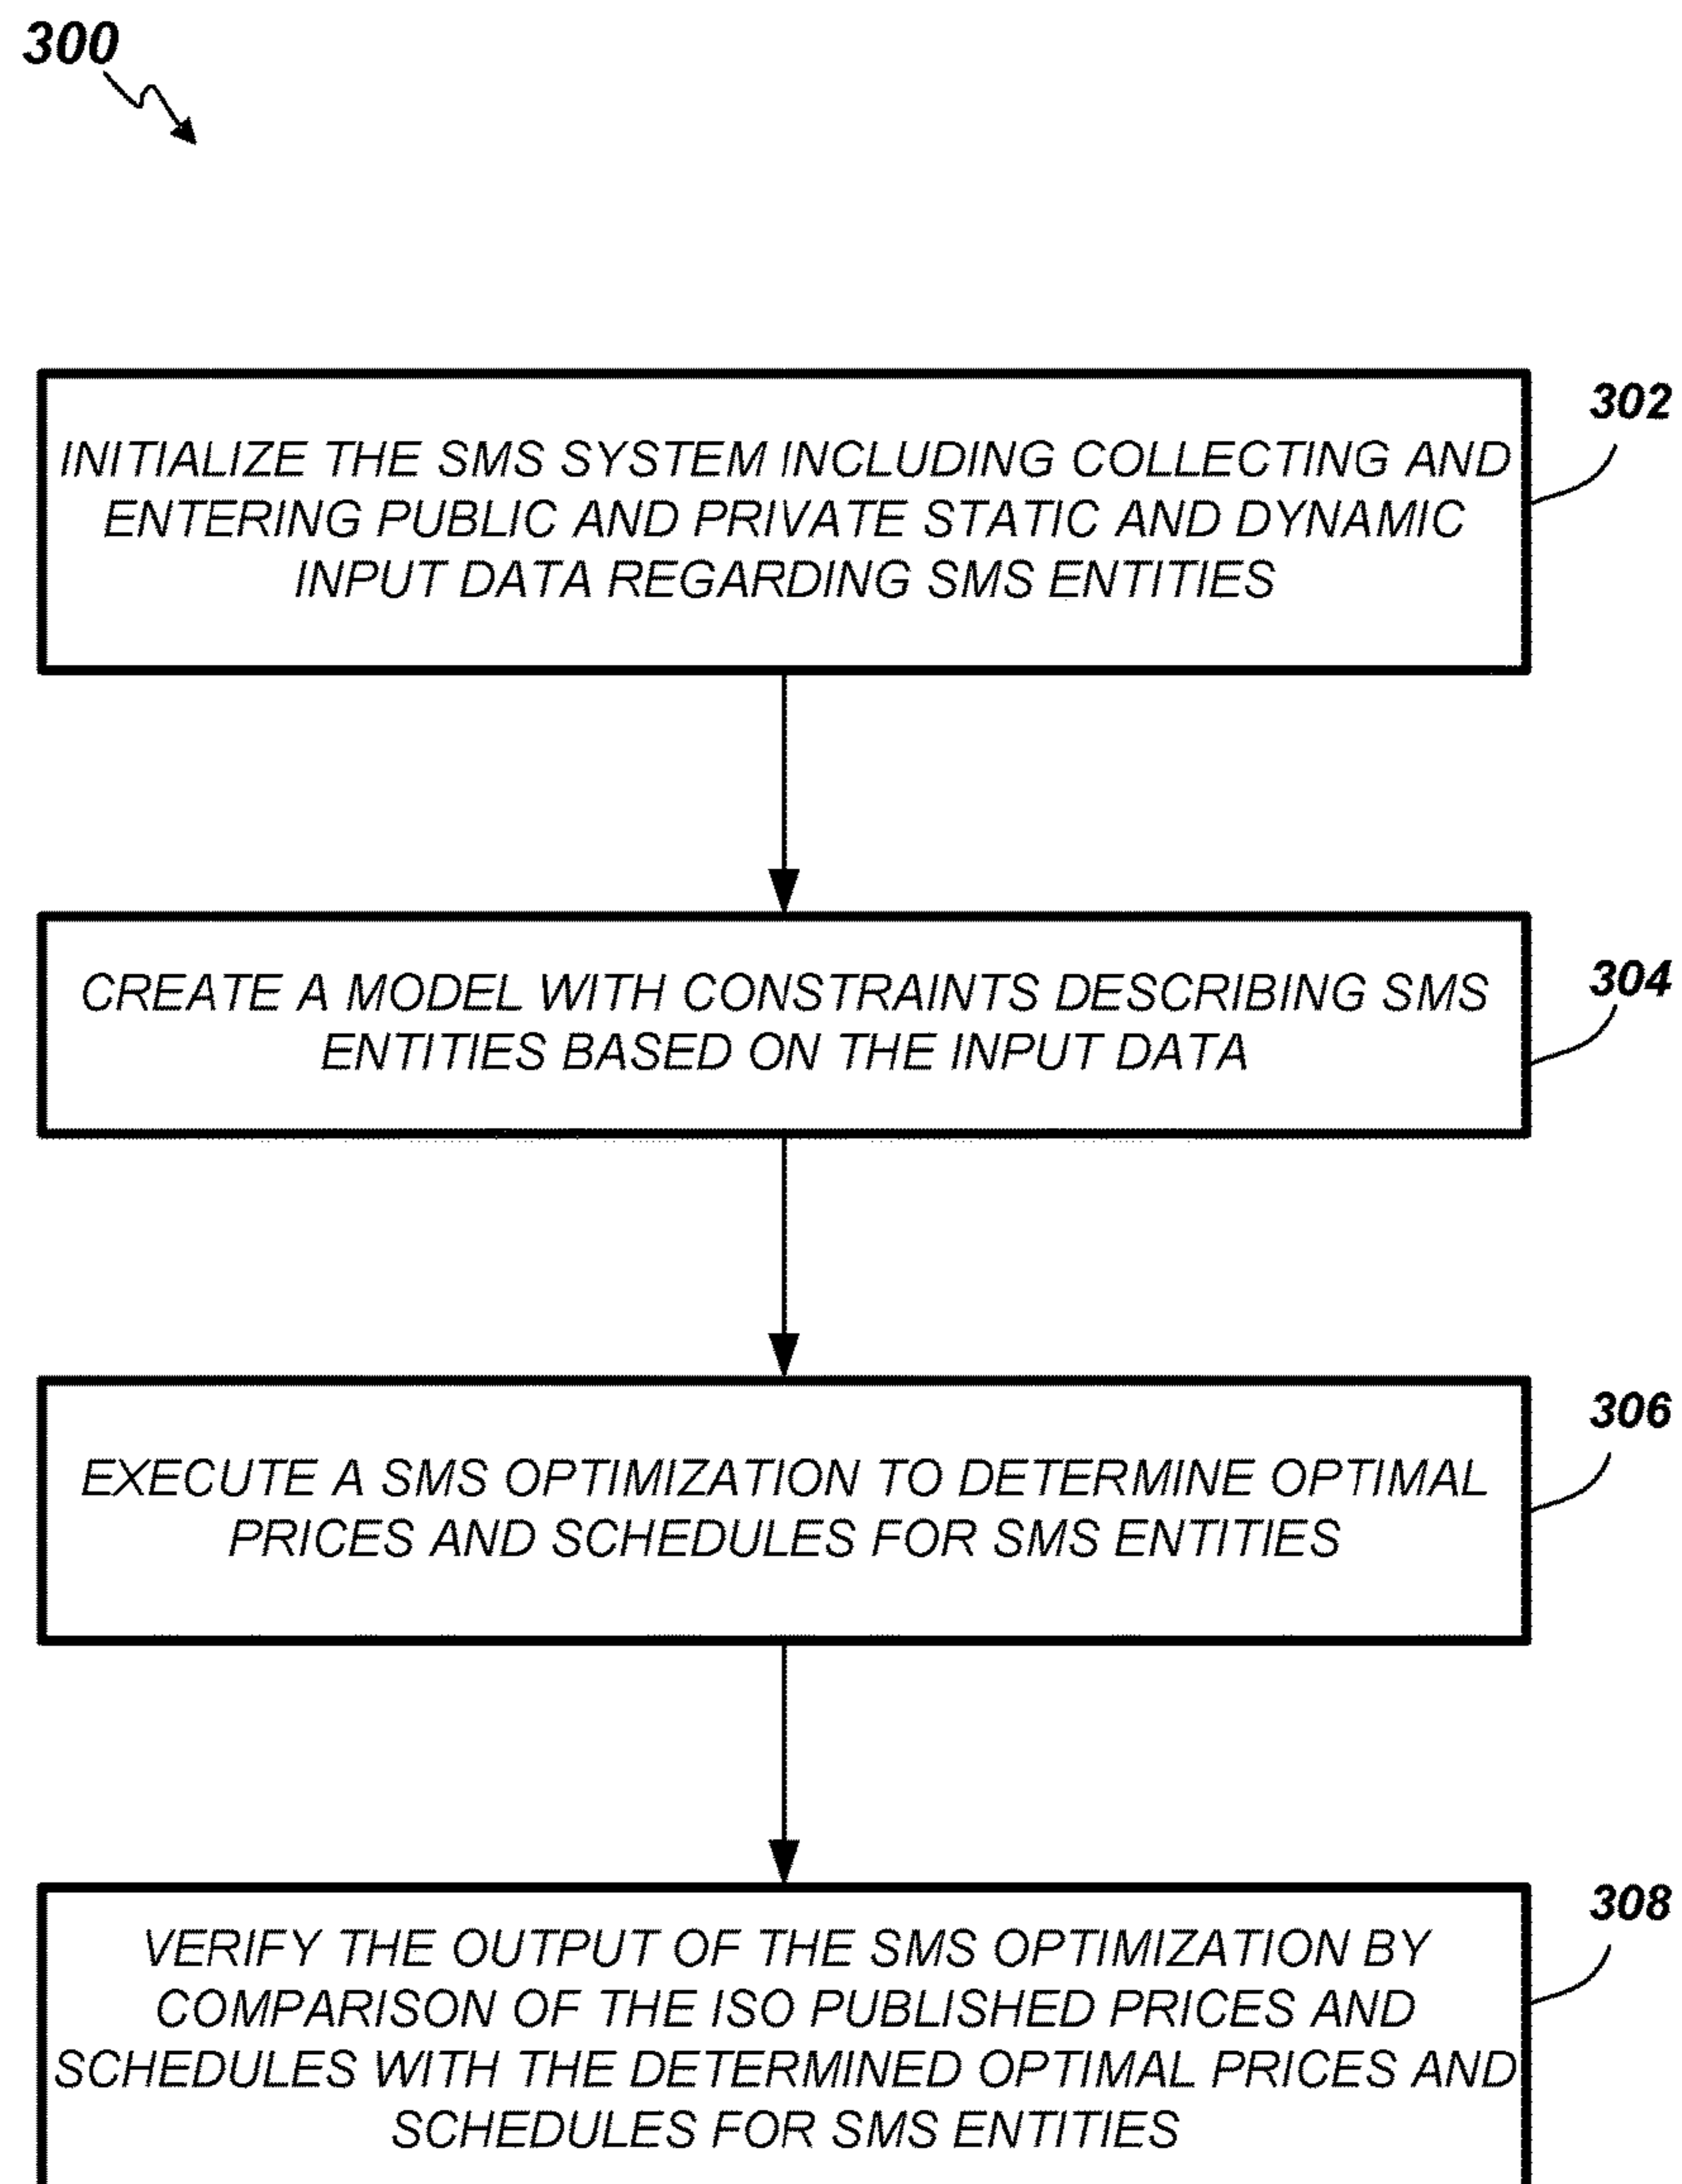 300
302
INITIALIZE THE SMS SYSTEM INCLUDING COLLECTING AND
ENTERING PUBLIC AND PRIVATE STATIC AND DYNAMIC
INPUT DATA REGARDING SMS ENTITIES
304
CREATE A MODEL WITH CONSTRAINTS DESCRIBING SMS
ENTITIES BASED ON THE INPUT DATA
306
EXECUTE A SMS OPTIMIZATION TO DETERMINE OPTIMAL
PRICES AND SCHEDULES FOR SMS ENTITIES
308
VERIFY THE OUTPUT OF THE SMS OPTIMIZATION BY
COMPARISON OF THE ISO PUBLISHED PRICES AND
SCHEDULES WITH THE DETERMINED OPTIMAL PRICES AND
SCHEDULES FOR SMS ENTITIES